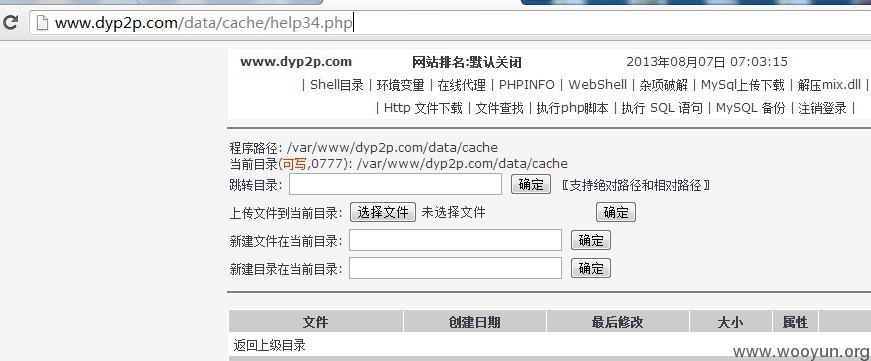 www.dyp2p.com/data/cache/help34.php
www.dyp2p.com 网站排名:默认关闭 2013年08月07日 07:03:15
| Shell目录 | 环境变量 | 在线代理 | PHPINFO | WebShell | 杂项破解 | MySql上传下载 | 解压mix.dll |
| Http 文件下载 | 文件查找 | 执行php脚本 | 执行 SQL 语句 | MySQL 备份 | 注销登录 |
程序路径: /var/www/dyp2p.com/data/cache
当前目录(可写,0777): /var/www/dyp2p.com/data/cache
跳转目录: 确定 〖支持绝对路径和相对路径〗
上传文件到当前目录: 选择文件 未选择文件 确定
新建文件在当前目录: 确定
新建目录在当前目录: 确定
文件 创建日期 最后修改 大小 属性
返回上级目录
www.wooyun.org